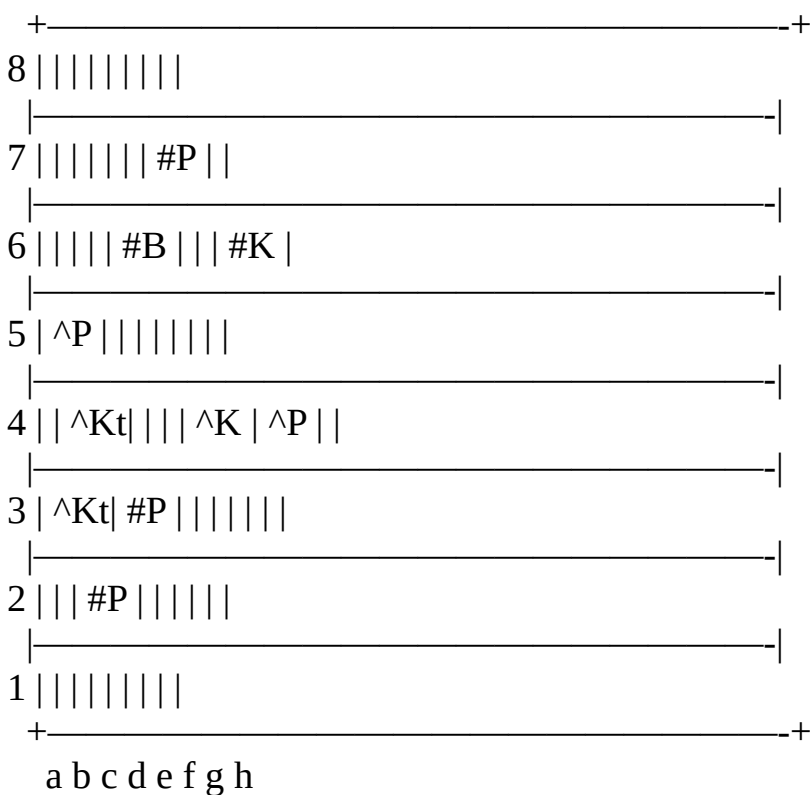 +———————————————————-+
8 | | | | | | | | |
|———————————————————-|
7 | | | | | | | #P | |
|———————————————————-|
6 | | | | | #B | | | #K |
|———————————————————-|
5 | ^P | | | | | | | |
|———————————————————-|
4 | | ^Kt| | | | ^K | ^P | |
|———————————————————-|
3 | ^Kt| #P | | | | | | |
|———————————————————-|
2 | | | #P | | | | | |
|———————————————————-|
1 | | | | | | | | |
+———————————————————-+
a b c d e f g h